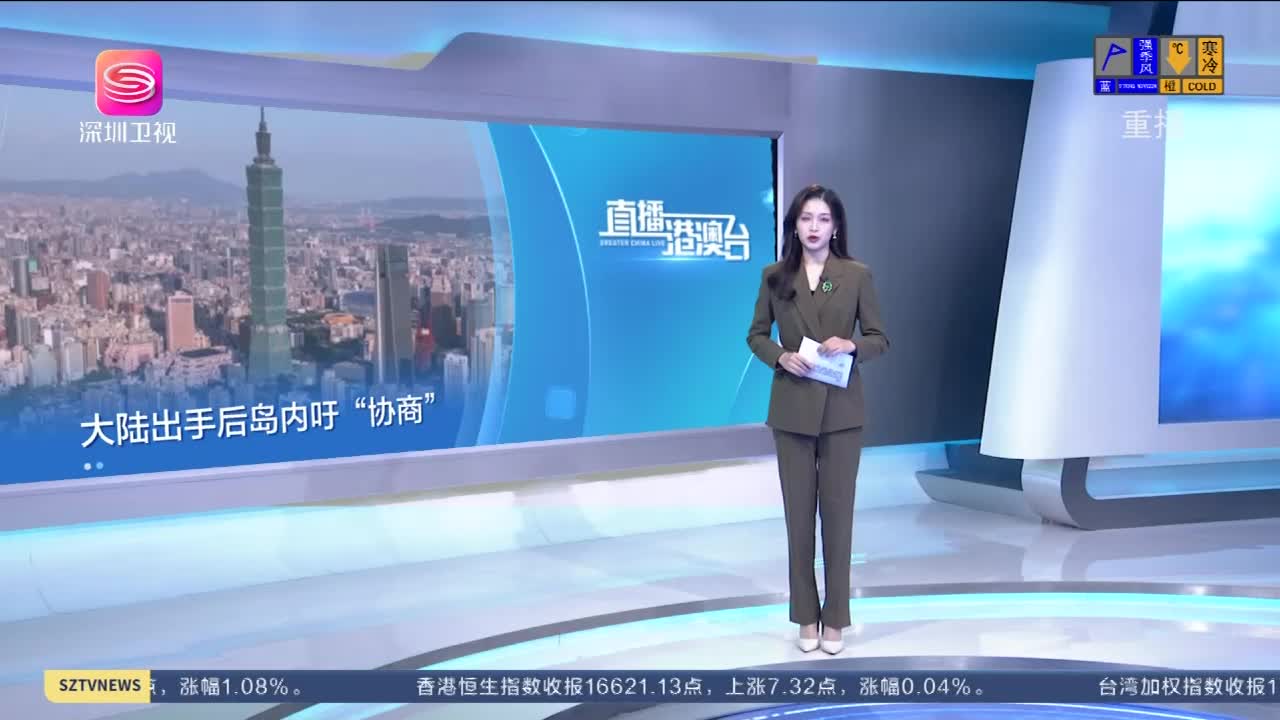 深圳卫视
强季风
蓝
℃
寒冷
橙
COLD
重播
直播港澳台
GREATER CHINA LIVE
大陆出手后岛内吁“协商”
SZTVNEWS
点，涨幅1.08%。
香港恒生指数收报16621.13点，上涨7.32点，涨幅0.04%。
台湾加权指数收报1